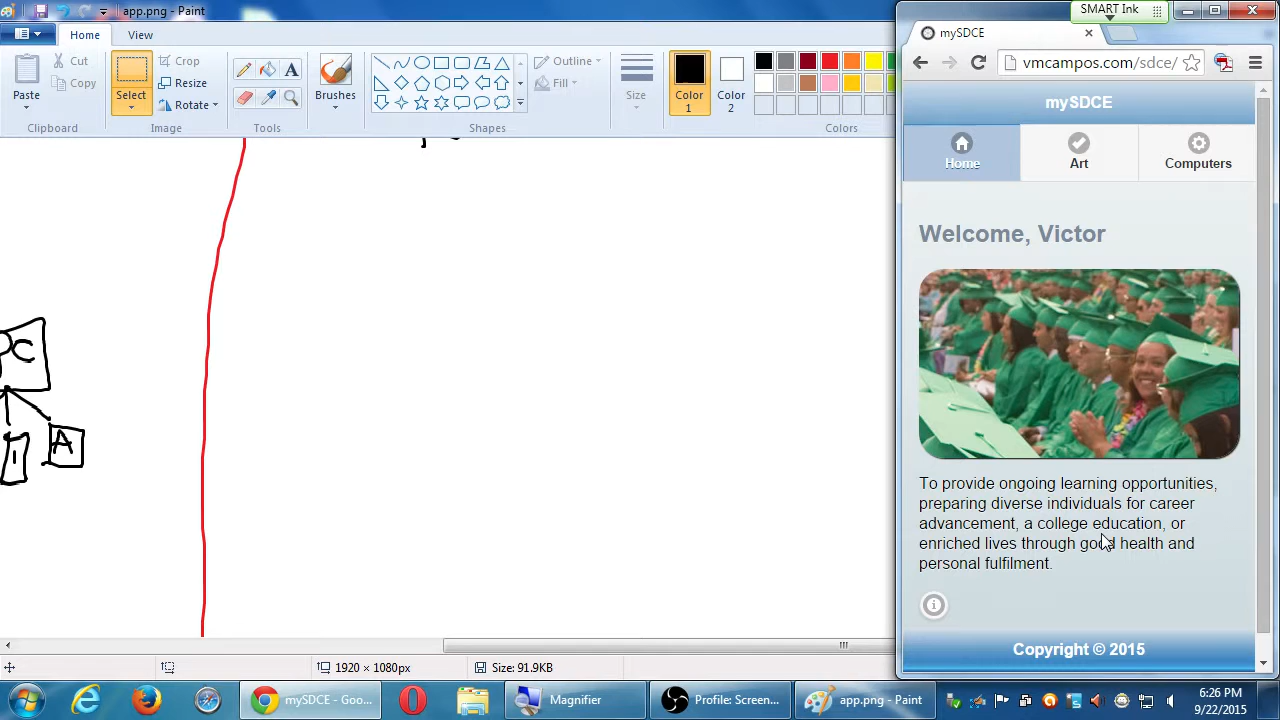 app.png - Paint
Home
View
Paste
Cut
Copy
Clipboard
Select
Crop
Resize
Rotate
Image
A
Tools
Brushes
Outline
Fill
Shapes
Size
Color
1
Color
2
Colors
PC
A
1920 × 1080px
Size: 91.9KB
SMART Ink
mySDCE
vmcampos.com/sdce/
mySDCE
Home
Art
Computers
Welcome, Victor
To provide ongoing learning opportunities,
preparing diverse individuals for career
advancement, a college education, or
enriched lives through good health and
personal fulfilment.
Copyright © 2015
mySDCE - Goo...
Magnifier
Profile: Screen...
app.png - Paint
6:26 PM
9/22/2015